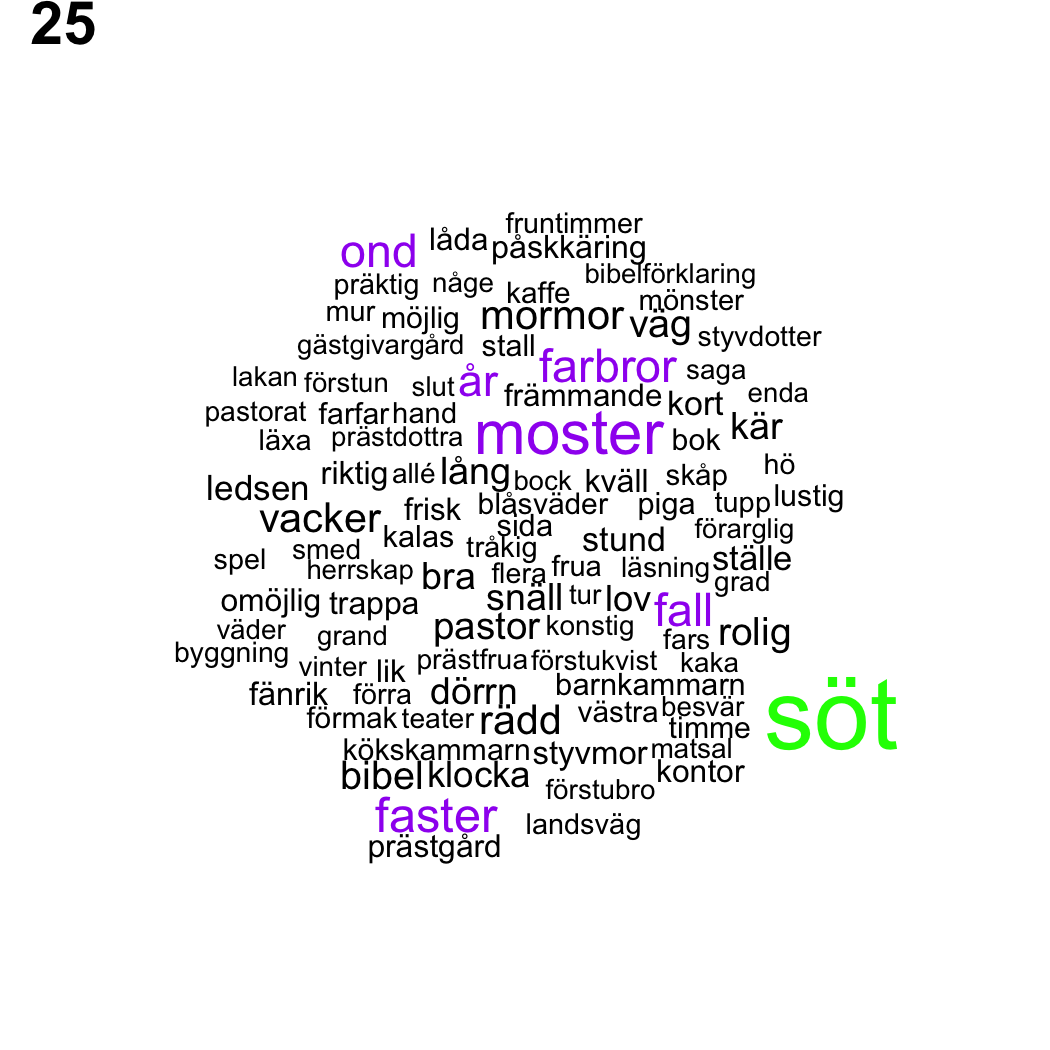 25
fruntimmer
ond låda påskkäring
bibelförklaring
präktig någe kaffe mönster
mur möjlig mormor väg styvdotter
gästgivargård stall
farbror saga
lakan förstun slut år främmande kort enda
pastorat farfar hand moster kär
läxa prästdottra bok
riktig allé lång bock kväll skåp hö
ledsen blåsväder piga tupp lustig
vacker frisk sida förarglig
kalas tråkig stund
spel smed ställe
herrskap bra flera frua läsning grad
omöjlig trappa snäll tur lov fall
väder grand pastor konstig fars rolig
byggning vinter lik prästfrua förstukvist kaka
fänrik förra dörrn barnkammarn söt
förmak teater rädd västra besvär
timme
kökskammarn styvmor matsal
bibel klocka kontor
förstubro
faster landsväg
prästgård